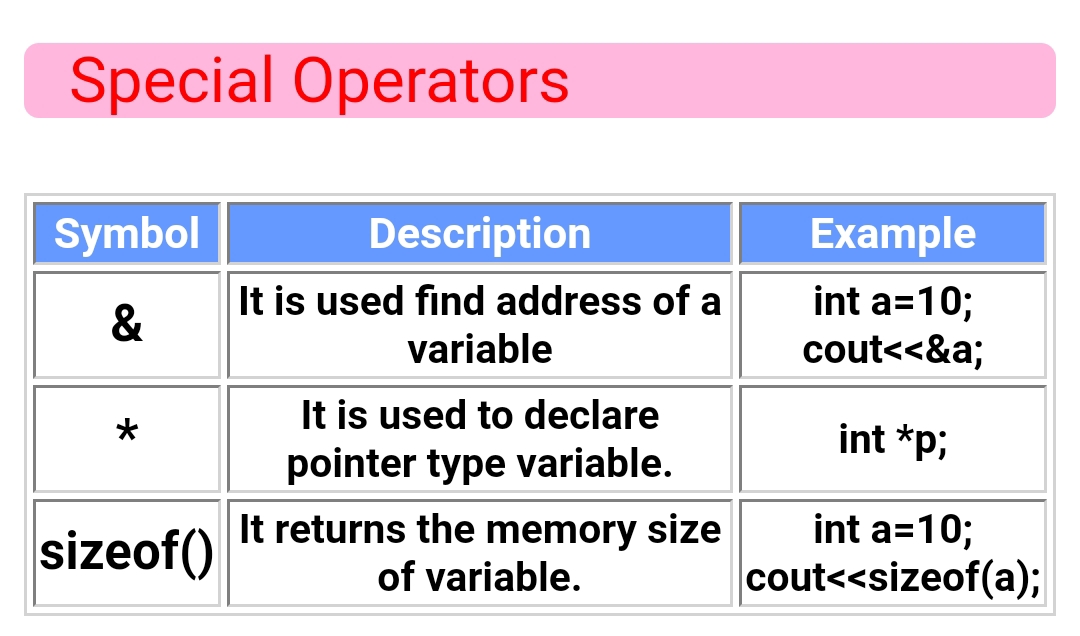 Special Operators
Symbol
Description
Example
&
It is used find address of a
variable
int a=10;
cout<<&a;
*
It is used to declare
pointer type variable.
int *p;
sizeof()
It returns the memory size
of variable.
int a=10;
cout<<sizeof(a);